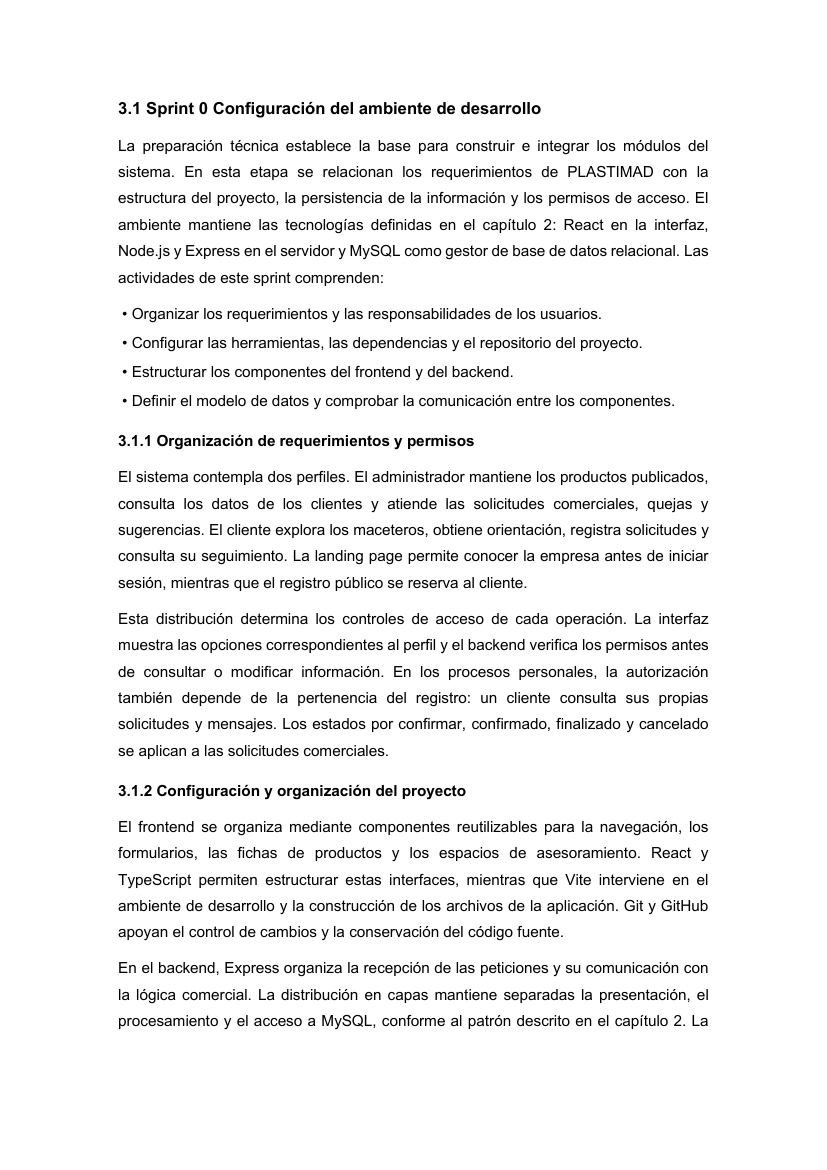 3.1 Sprint 0 Configuración del ambiente de desarrollo
La preparación técnica establece la base para construir e integrar los módulos del
sistema. En esta etapa se relacionan los requerimientos de PLASTIMAD con la
estructura del proyecto, la persistencia de la información y los permisos de acceso. El
ambiente mantiene las tecnologías definidas en el capítulo 2: React en la interfaz,
Node.js y Express en el servidor y MySQL como gestor de base de datos relacional. Las
actividades de este sprint comprenden:
• Organizar los requerimientos y las responsabilidades de los usuarios.
• Configurar las herramientas, las dependencias y el repositorio del proyecto.
• Estructurar los componentes del frontend y del backend.
• Definir el modelo de datos y comprobar la comunicación entre los componentes.
3.1.1 Organización de requerimientos y permisos
El sistema contempla dos perfiles. El administrador mantiene los productos publicados,
consulta los datos de los clientes y atiende las solicitudes comerciales, quejas y
sugerencias. El cliente explora los maceteros, obtiene orientación, registra solicitudes y
consulta su seguimiento. La landing page permite conocer la empresa antes de iniciar
sesión, mientras que el registro público se reserva al cliente.
Esta distribución determina los controles de acceso de cada operación. La interfaz
muestra las opciones correspondientes al perfil y el backend verifica los permisos antes
de consultar o modificar información. En los procesos personales, la autorización
también depende de la pertenencia del registro: un cliente consulta sus propias
solicitudes y mensajes. Los estados por confirmar, confirmado, finalizado y cancelado
se aplican a las solicitudes comerciales.
3.1.2 Configuración y organización del proyecto
El frontend se organiza mediante componentes reutilizables para la navegación, los
formularios, las fichas de productos y los espacios de asesoramiento. React y
TypeScript permiten estructurar estas interfaces, mientras que Vite interviene en el
ambiente de desarrollo y la construcción de los archivos de la aplicación. Git y GitHub
apoyan el control de cambios y la conservación del código fuente.
En el backend, Express organiza la recepción de las peticiones y su comunicación con
la lógica comercial. La distribución en capas mantiene separadas la presentación, el
procesamiento y el acceso a MySQL, conforme al patrón descrito en el capítulo 2. La